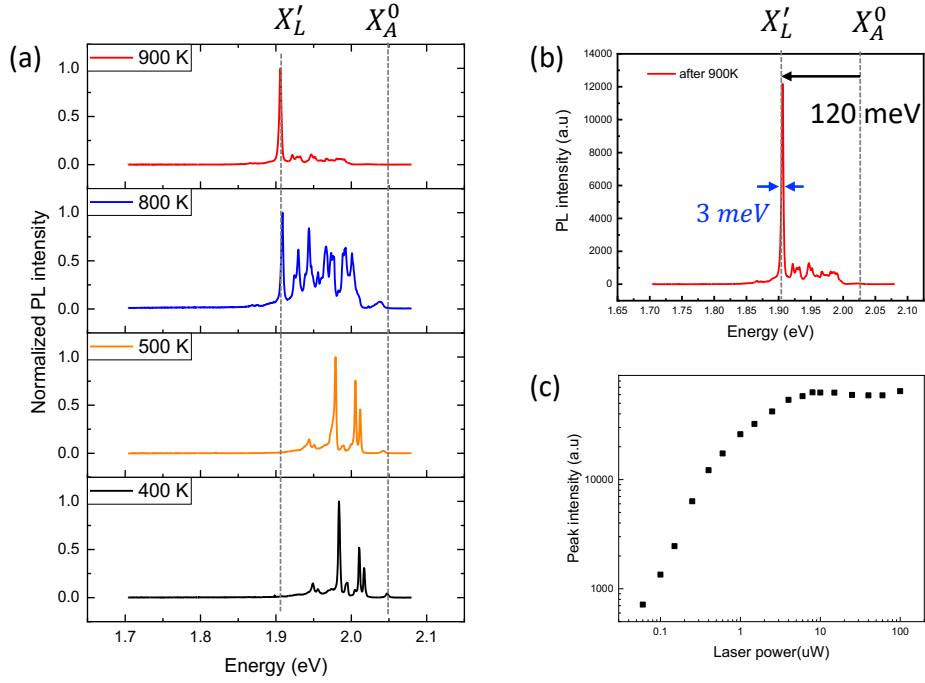 (a)
X′_L X⁰_A
900 K
1.0
0.5
0.0
800 K
1.0
0.5
0.0
500 K
1.0
0.5
0.0
400 K
1.0
0.5
0.0
1.7 1.8 1.9 2.0 2.1
Energy (eV)
Normalized PL intensity
(b)
X′_L X⁰_A
14000
12000
10000
8000
6000
4000
2000
0
after 900K
120 meV
3 meV
1.65 1.70 1.75 1.80 1.85 1.90 1.95 2.00 2.05 2.10
Energy (eV)
PL intensity (a.u)
(c)
10000
1000
0.1 1 10 100
Laser power(uW)
Peak intensity (a.u)